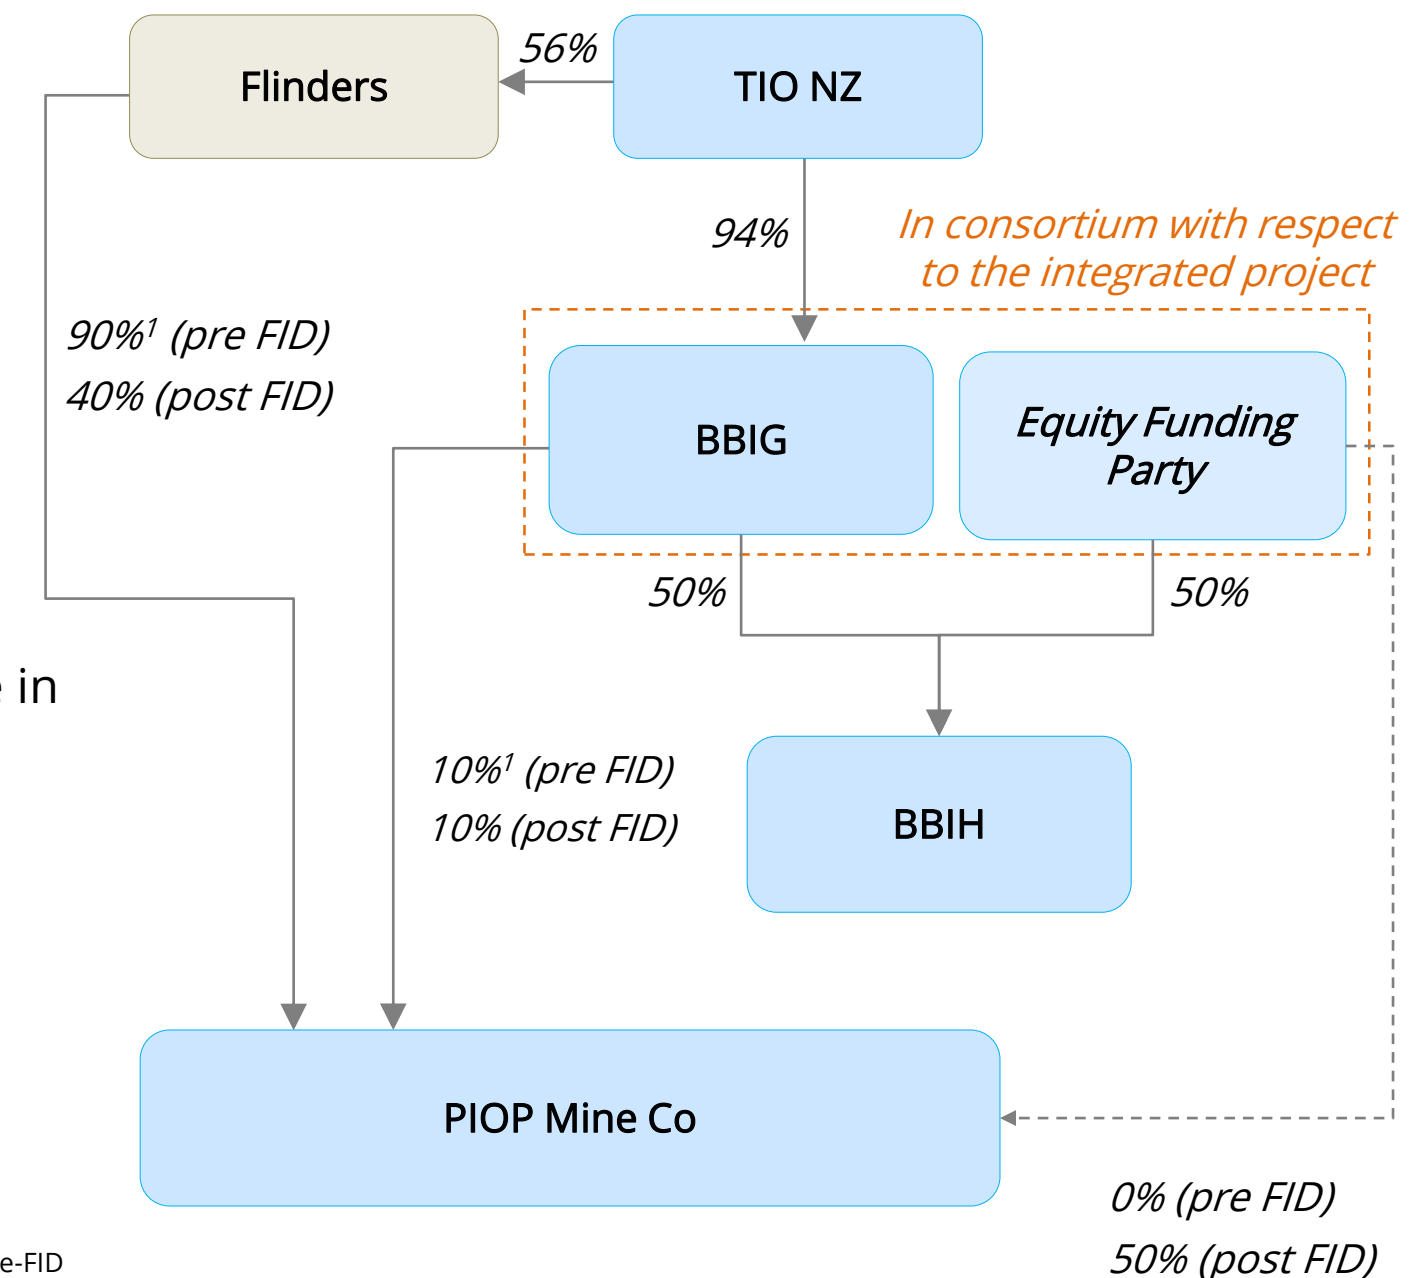 Flinders
56%
TIO NZ
94%
In consortium with respect
to the integrated project
90%¹ (pre FID)
40% (post FID)
BBIG
Equity Funding
Party
50%
50%
in
10%¹ (pre FID)
10% (post FID)
BBIH
PIOP Mine Co
0% (pre FID)
50% (post FID)
e-FID